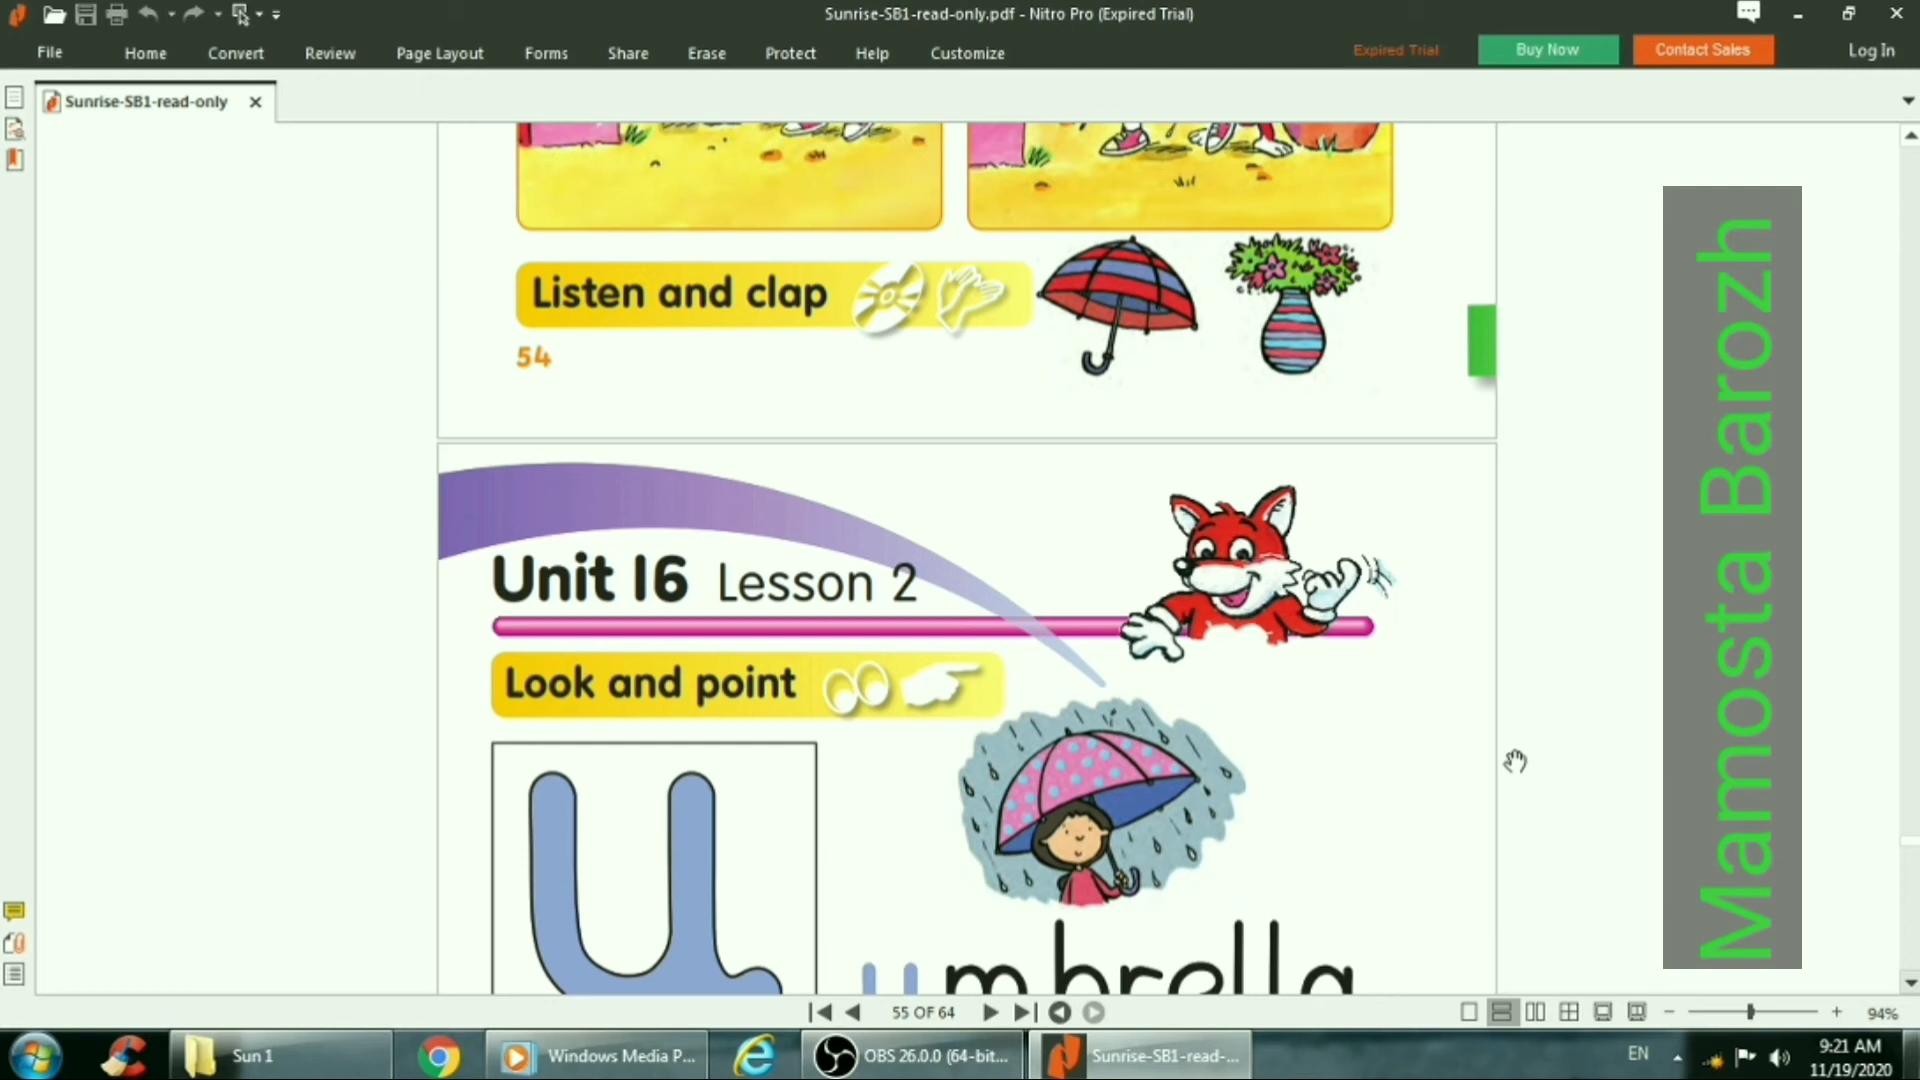 Sunrise-SB1-read-only.pdf - Nitro Pro (Expired Trial)
File Home Convert Review Page Layout Forms Share Erase Protect Help Customize Expired Trial Buy Now Contact Sales Log In
Sunrise-SB1-read-only
Listen and clap
54
Unit 16 Lesson 2
Look and point
u
umbrella
Mamosta Barozh
55 OF 64
94%
Sun 1
Windows Media P...
OBS 26.0.0 (64-bit...
Sunrise-SB1-read-...
EN
9:21 AM
11/19/2020